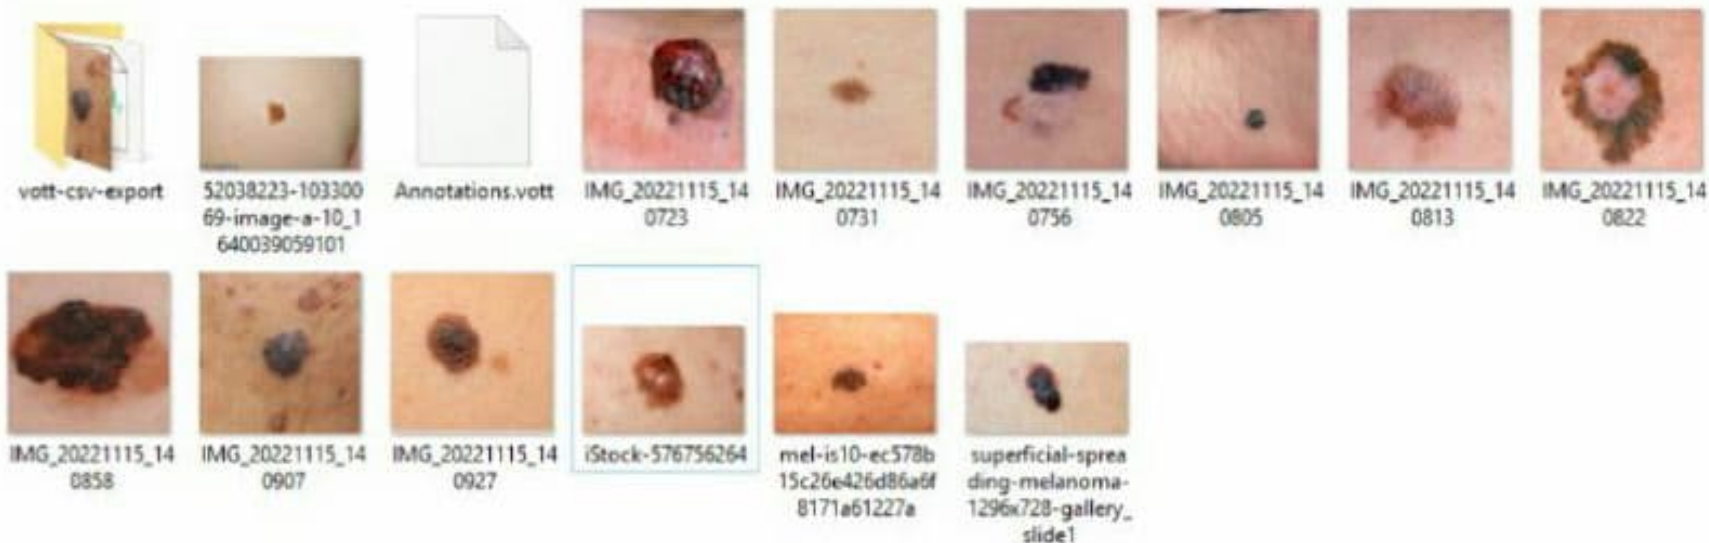 vott-csv-export
52038223-103300
69-image-a-10_1
640039059101
Annotations.vott
IMG_20221115_14
0723
IMG_20221115_14
0731
IMG_20221115_14
0756
IMG_20221115_14
0805
IMG_20221115_14
0813
IMG_20221115_14
0822
IMG_20221115_14
0858
IMG_20221115_14
0907
IMG_20221115_14
0927
iStock-576756264
mel-is10-ec578b
15c26e426d86a6f
8171a61227a
superficial-sprea
ding-melanoma-
1296x728-gallery_
slide1